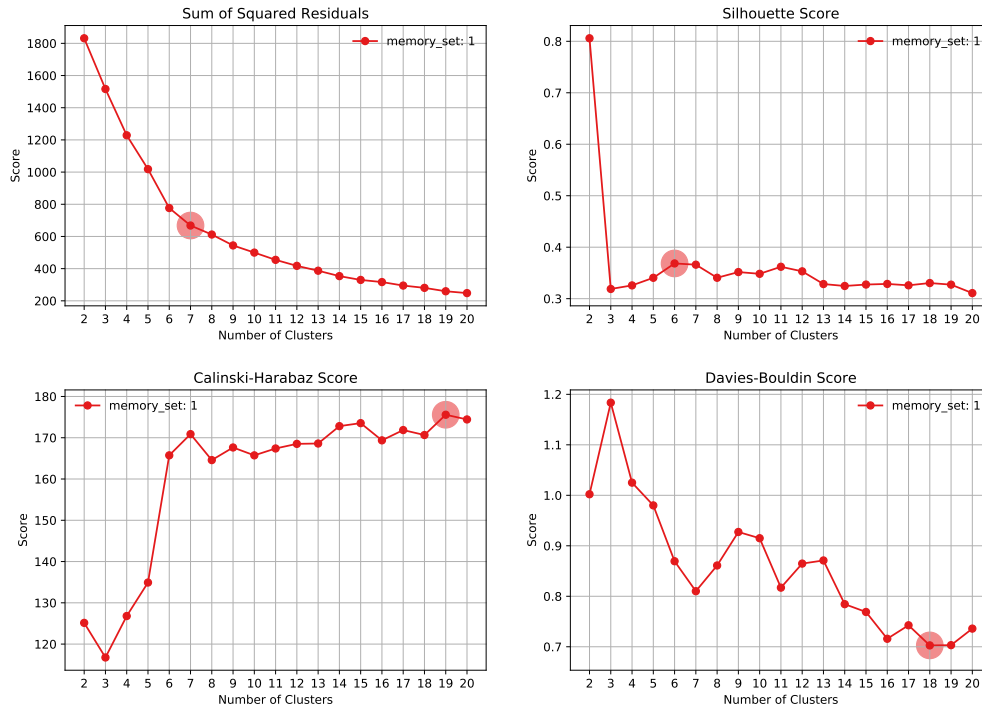 Sum of Squared Residuals
memory_set: 1
Score
1800
1600
1400
1200
1000
800
600
400
200
2 3 4 5 6 7 8 9 10 11 12 13 14 15 16 17 18 19 20
Number of Clusters
Silhouette Score
memory_set: 1
Score
0.8
0.7
0.6
0.5
0.4
0.3
2 3 4 5 6 7 8 9 10 11 12 13 14 15 16 17 18 19 20
Number of Clusters
Calinski-Harabaz Score
memory_set: 1
Score
180
170
160
150
140
130
120
2 3 4 5 6 7 8 9 10 11 12 13 14 15 16 17 18 19 20
Number of Clusters
Davies-Bouldin Score
memory_set: 1
Score
1.2
1.1
1.0
0.9
0.8
0.7
2 3 4 5 6 7 8 9 10 11 12 13 14 15 16 17 18 19 20
Number of Clusters